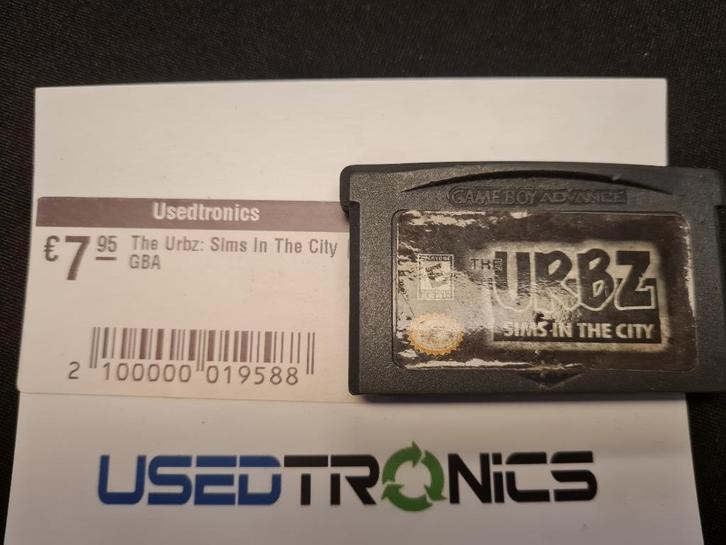 Usedtronics
€ 7 95 The Urbz: Sims In The City
GBA
2 100000 019588
GAME BOY ADVANCE
E
THE URBZ
SIMS IN THE CITY
USEDTRONiCS